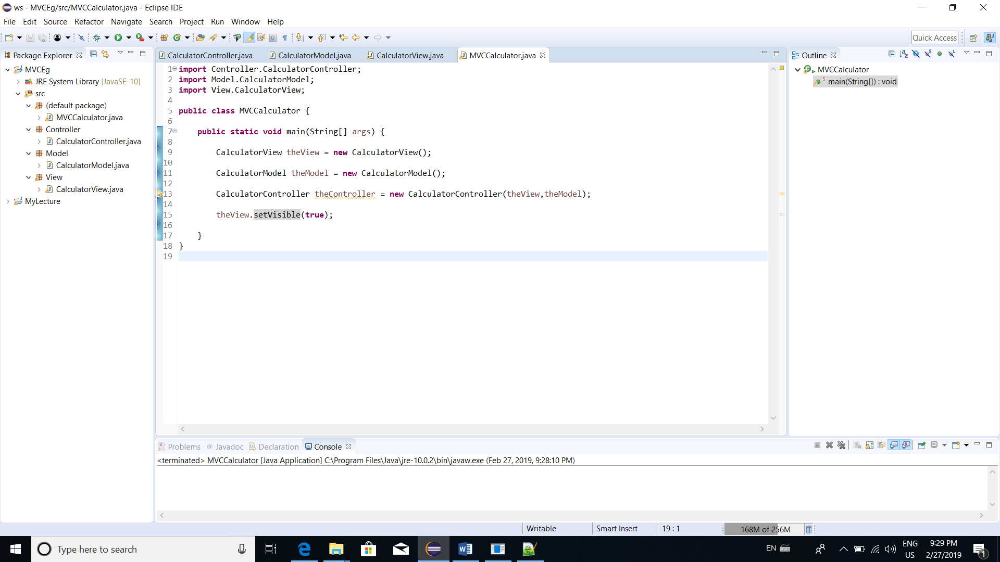 ws - MVCEg/src/MVCCalculator.java - Eclipse IDE
File Edit Source Refactor Navigate Search Project Run Window Help
Quick Access
Package Explorer
MVCEg
JRE System Library [JavaSE-10]
src
(default package)
MVCCalculator.java
Controller
CalculatorController.java
Model
CalculatorModel.java
View
CalculatorView.java
MyLecture
CalculatorController.java CalculatorModel.java CalculatorView.java MVCCalculator.java
1 import Controller.CalculatorController;
2 import Model.CalculatorModel;
3 import View.CalculatorView;
4
5 public class MVCCalculator {
6
7 public static void main(String[] args) {
8
9 CalculatorView theView = new CalculatorView();
10
11 CalculatorModel theModel = new CalculatorModel();
12
13 CalculatorController theController = new CalculatorController(theView,theModel);
14
15 theView.setVisible(true);
16
17 }
18 }
19
Outline
MVCCalculator
main(String[]) : void
Problems @ Javadoc Declaration Console
<terminated> MVCCalculator [Java Application] C:\Program Files\Java\jre-10.0.2\bin\javaw.exe (Feb 27, 2019, 9:28:10 PM)
Writable Smart Insert 19 : 1 168M of 256M
Type here to search
EN
ENG
US
9:29 PM
2/27/2019
1